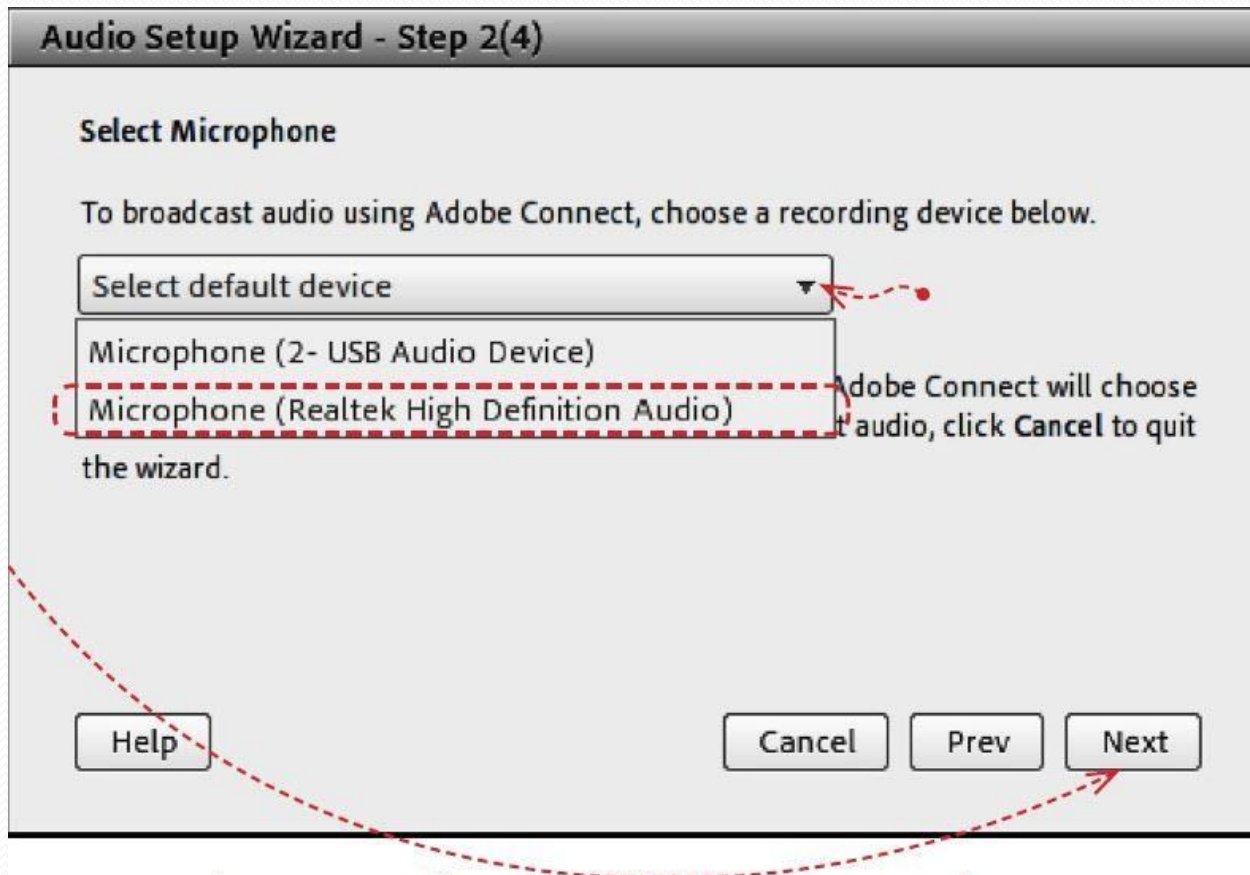 Audio Setup Wizard - Step 2(4)
Select Microphone
To broadcast audio using Adobe Connect, choose a recording device below.
Select default device
Microphone (2- USB Audio Device)
Microphone (Realtek High Definition Audio)
Adobe Connect will choose
t audio, click Cancel to quit
the wizard.
Help
Cancel
Prev
Next